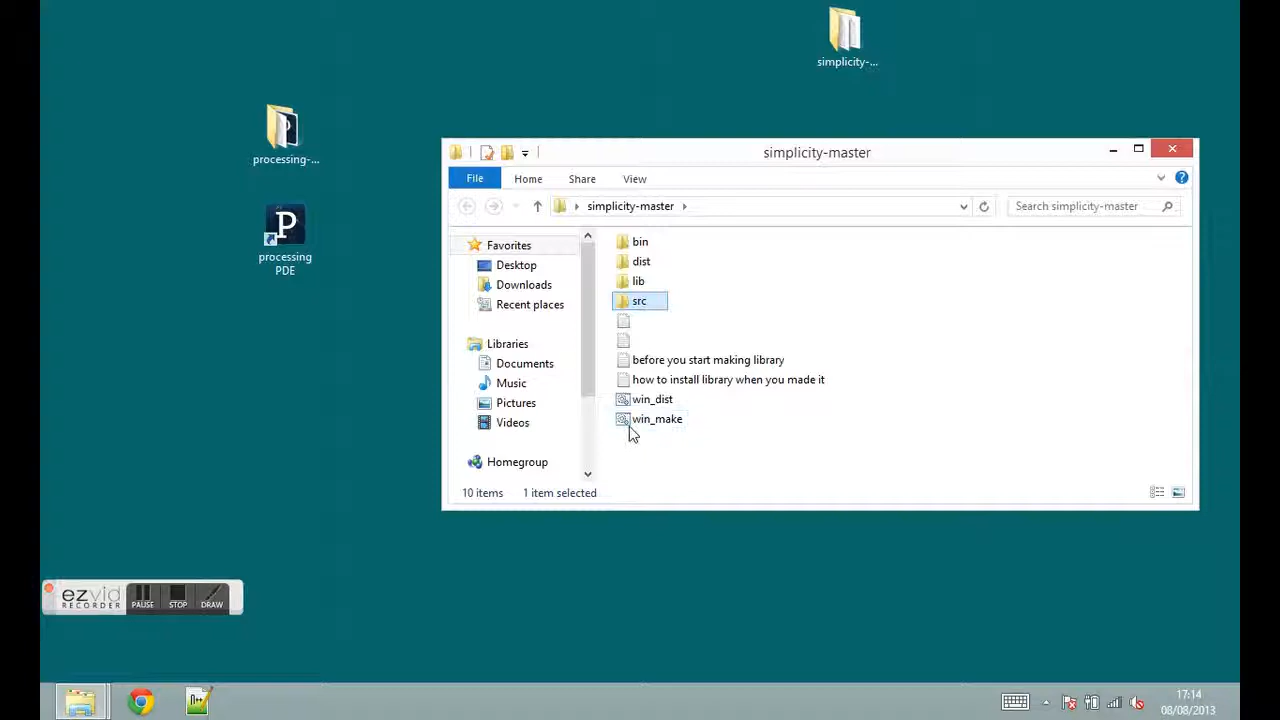 simplicity-...
processing-...
processing
PDE
simplicity-master
File Home Share View
simplicity-master
Search simplicity-master
Favorites
Desktop
Downloads
Recent places
Libraries
Documents
Music
Pictures
Videos
Homegroup
bin
dist
lib
src
before you start making library
how to install library when you made it
win_dist
win_make
10 items 1 item selected
ezvid
RECORDER
PAUSE STOP DRAW
17:14
08/08/2013